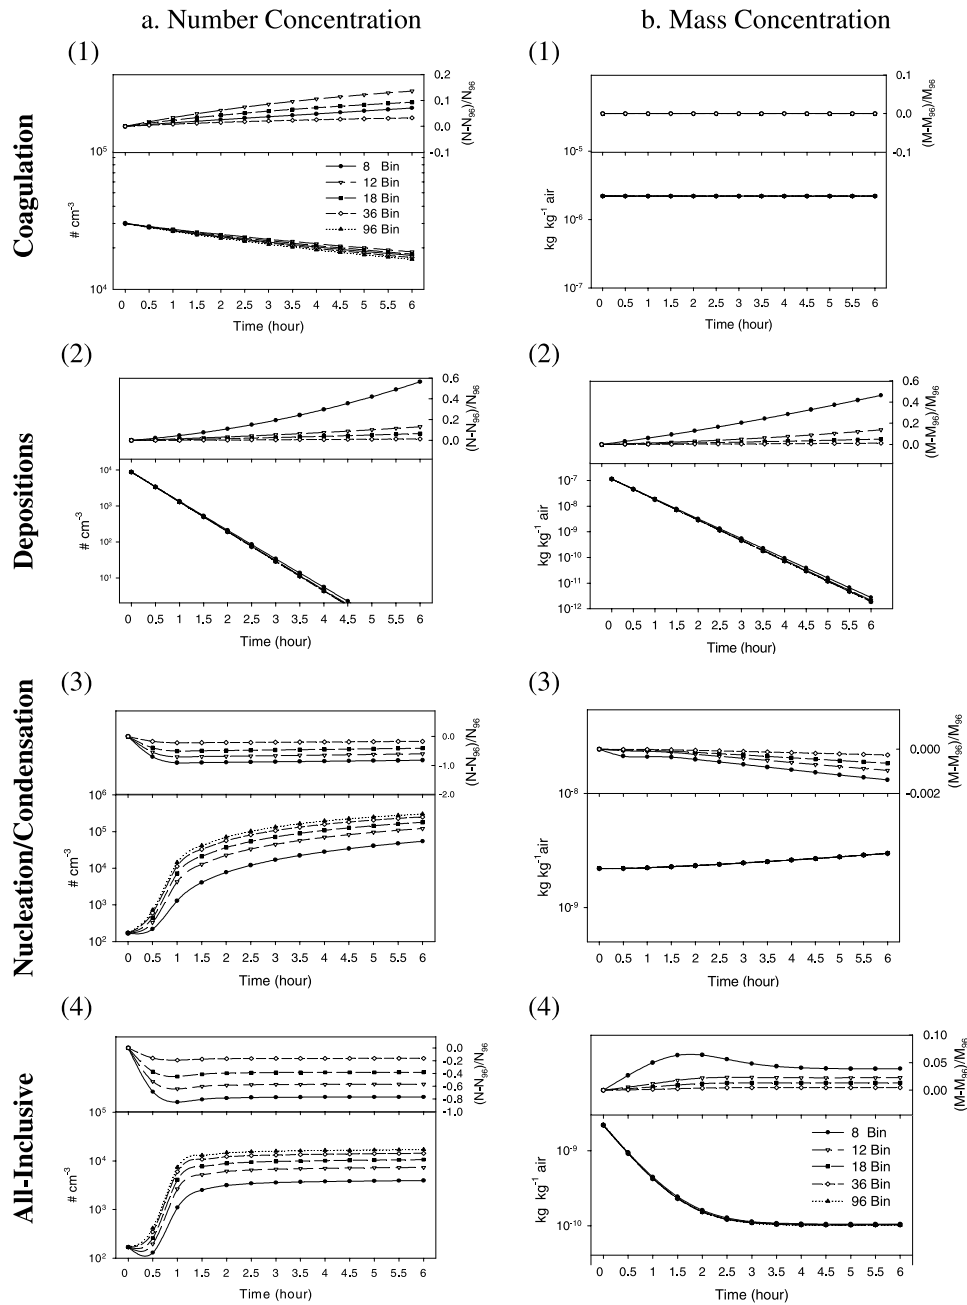 a. Number Concentration
b. Mass Concentration
Coagulation
(1)
0.2
0.1
0.0
-0.1
(N-N96)/N96
10^5
10^4
# cm-3
8 Bin
12 Bin
18 Bin
36 Bin
96 Bin
0 0.5 1 1.5 2 2.5 3 3.5 4 4.5 5 5.5 6
Time (hour)
(1)
0.1
0.0
-0.1
(M-M96)/M96
10^-5
10^-6
10^-7
kg kg-1 air
0 0.5 1 1.5 2 2.5 3 3.5 4 4.5 5 5.5 6
Time (hour)
Depositions
(2)
0.6
0.4
0.2
0.0
(N-N96)/N96
10^4
10^3
10^2
10^1
# cm-3
0 0.5 1 1.5 2 2.5 3 3.5 4 4.5 5 5.5 6
Time (hour)
(2)
0.6
0.4
0.2
0.0
(M-M96)/M96
10^-7
10^-8
10^-9
10^-10
10^-11
10^-12
kg kg-1 air
0 0.5 1 1.5 2 2.5 3 3.5 4 4.5 5 5.5 6
Time (hour)
Nucleation/Condensation
(3)
0.0
-1.0
-2.0
(N-N96)/N96
10^6
10^5
10^4
10^3
10^2
# cm-3
0 0.5 1 1.5 2 2.5 3 3.5 4 4.5 5 5.5 6
Time (hour)
(3)
0.000
-0.002
(M-M96)/M96
10^-8
10^-9
kg kg-1air
0 0.5 1 1.5 2 2.5 3 3.5 4 4.5 5 5.5 6
Time (hour)
All-Inclusive
(4)
0.0
-0.2
-0.4
-0.6
-0.8
-1.0
(N-N96)/N96
10^5
10^4
10^3
10^2
# cm-3
0 0.5 1 1.5 2 2.5 3 3.5 4 4.5 5 5.5 6
Time (hour)
(4)
0.10
0.05
0.00
(M-M96)/M96
10^-9
10^-10
kg kg-1 air
8 Bin
12 Bin
18 Bin
36 Bin
96 Bin
0 0.5 1 1.5 2 2.5 3 3.5 4 4.5 5 5.5 6
Time (hour)